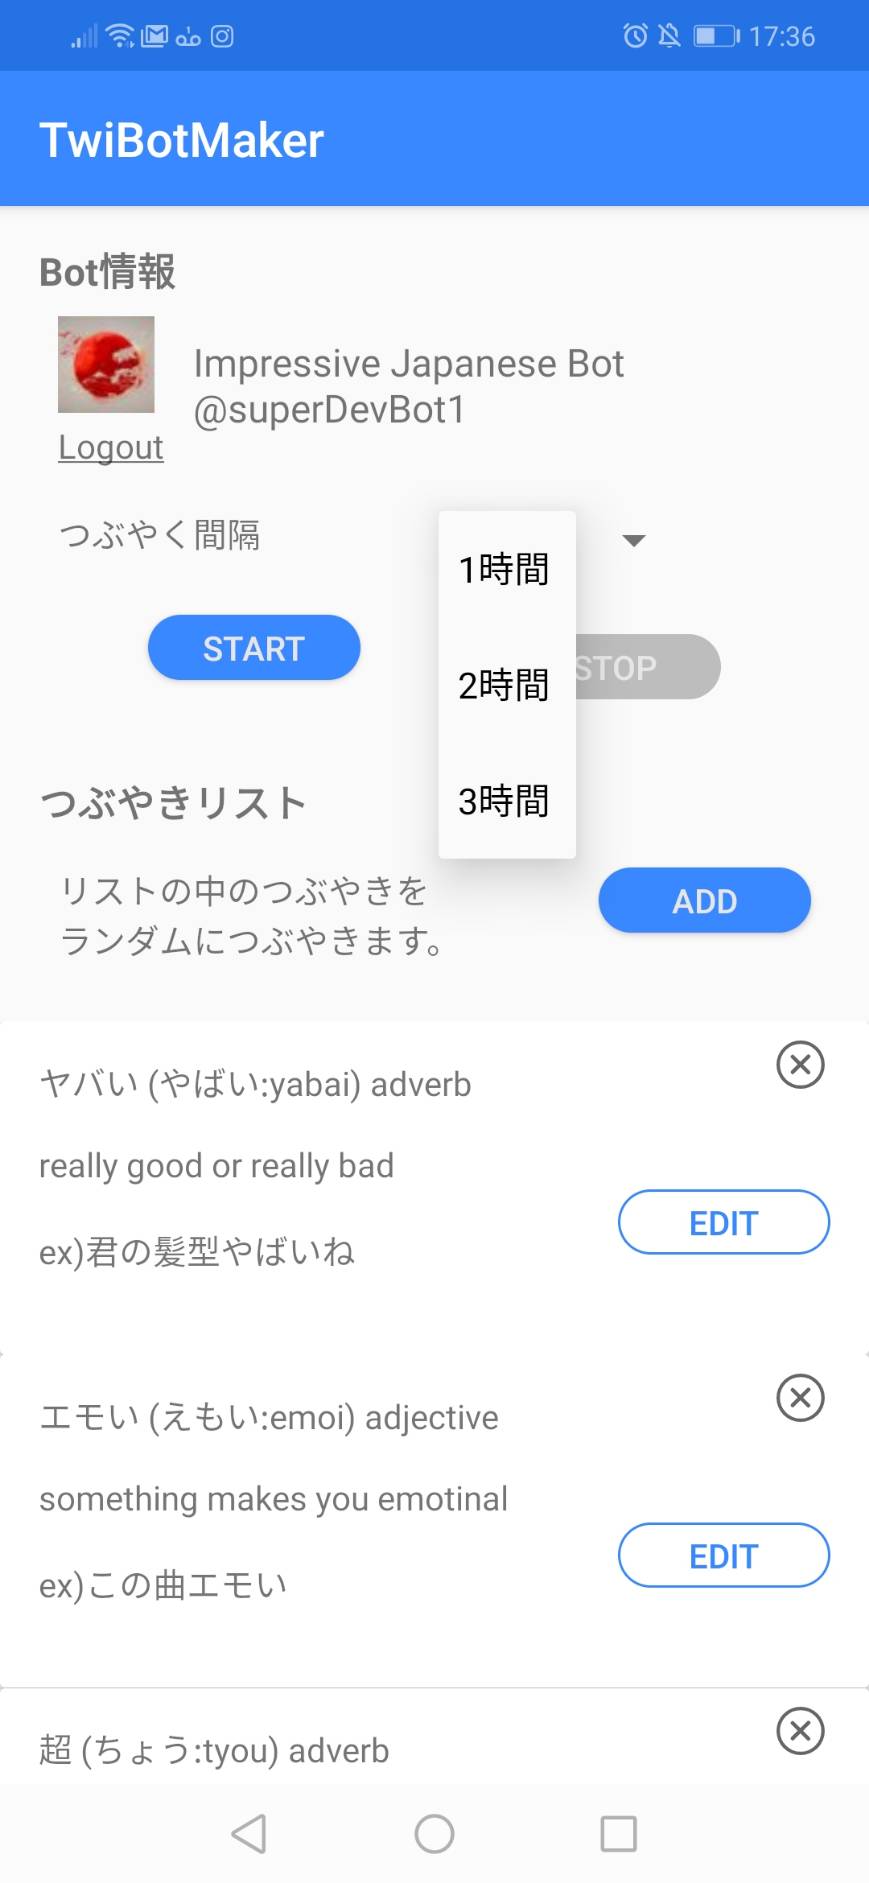 17:36
TwiBotMaker
Bot情報
Impressive Japanese Bot
@superDevBot1
Logout
つぶやく間隔
1時間
2時間
3時間
START
STOP
つぶやきリスト
リストの中のつぶやきを
ランダムにつぶやきます。
ADD
ヤバい (やばい:yabai) adverb
really good or really bad
ex)君の髪型やばいね
EDIT
エモい (えもい:emoi) adjective
something makes you emotinal
ex)この曲エモい
EDIT
超 (ちょう:tyou) adverb